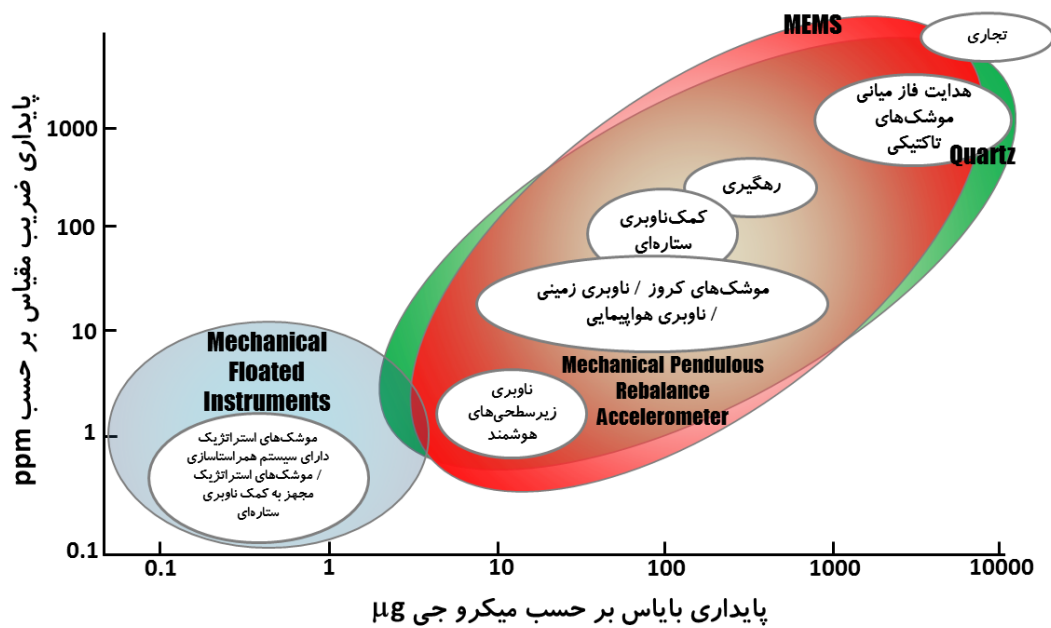 MEMS
تجاری
هدایت فاز میانی
موشک‌های
تاکتیکی
Quartz
رهگیری
کمک‌ناوبری
ستاره‌ای
موشک‌های کروز / ناوبری زمینی
/ ناوبری هواپیمایی
Mechanical Pendulous
Rebalance
Accelerometer
ناوبری
زیرسطحی‌های
هوشمند
Mechanical
Floated
Instruments
موشک‌های استراتژیک
دارای سیستم همراستاسازی
/ موشک‌های استراتژیک
مجهز به کمک ناوبری
ستاره‌ای
پایداری ضریب مقیاس بر حسب ppm
1000
100
10
1
0.1
0.1
1
10
100
1000
10000
پایداری بایاس بر حسب میکرو جی µg